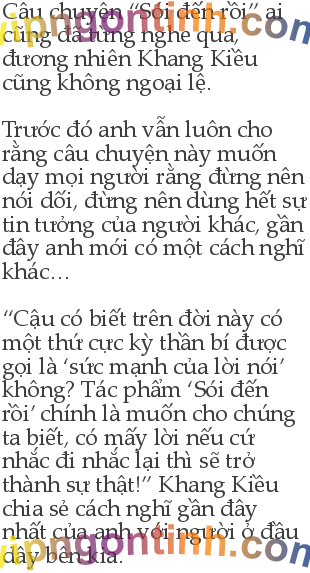 Câu chuyện “Sói đến rồi” ai
cũng đã từng nghe qua,
đương nhiên Khang Kiều
cũng không ngoại lệ.
Trước đó anh vẫn luôn cho
rằng câu chuyện này muốn
dạy mọi người rằng đừng nên
nói dối, đừng nên dùng hết sự
tin tưởng của người khác, gần
đây anh mới có một cách nghĩ
khác…
“Cậu có biết trên đời này có
một thứ cực kỳ thần bí được
gọi là ‘sức mạnh của lời nói’
không? Tác phẩm ‘Sói đến
rồi’ chính là muốn cho chúng
ta biết, có mấy lời nếu cứ
nhắc đi nhắc lại thì sẽ trở
thành sự thật!” Khang Kiều
chia sẻ cách nghĩ gần đây
nhất của anh với người ở đầu
dây bên kia.
vipngontinh.com
vipngontinh.com